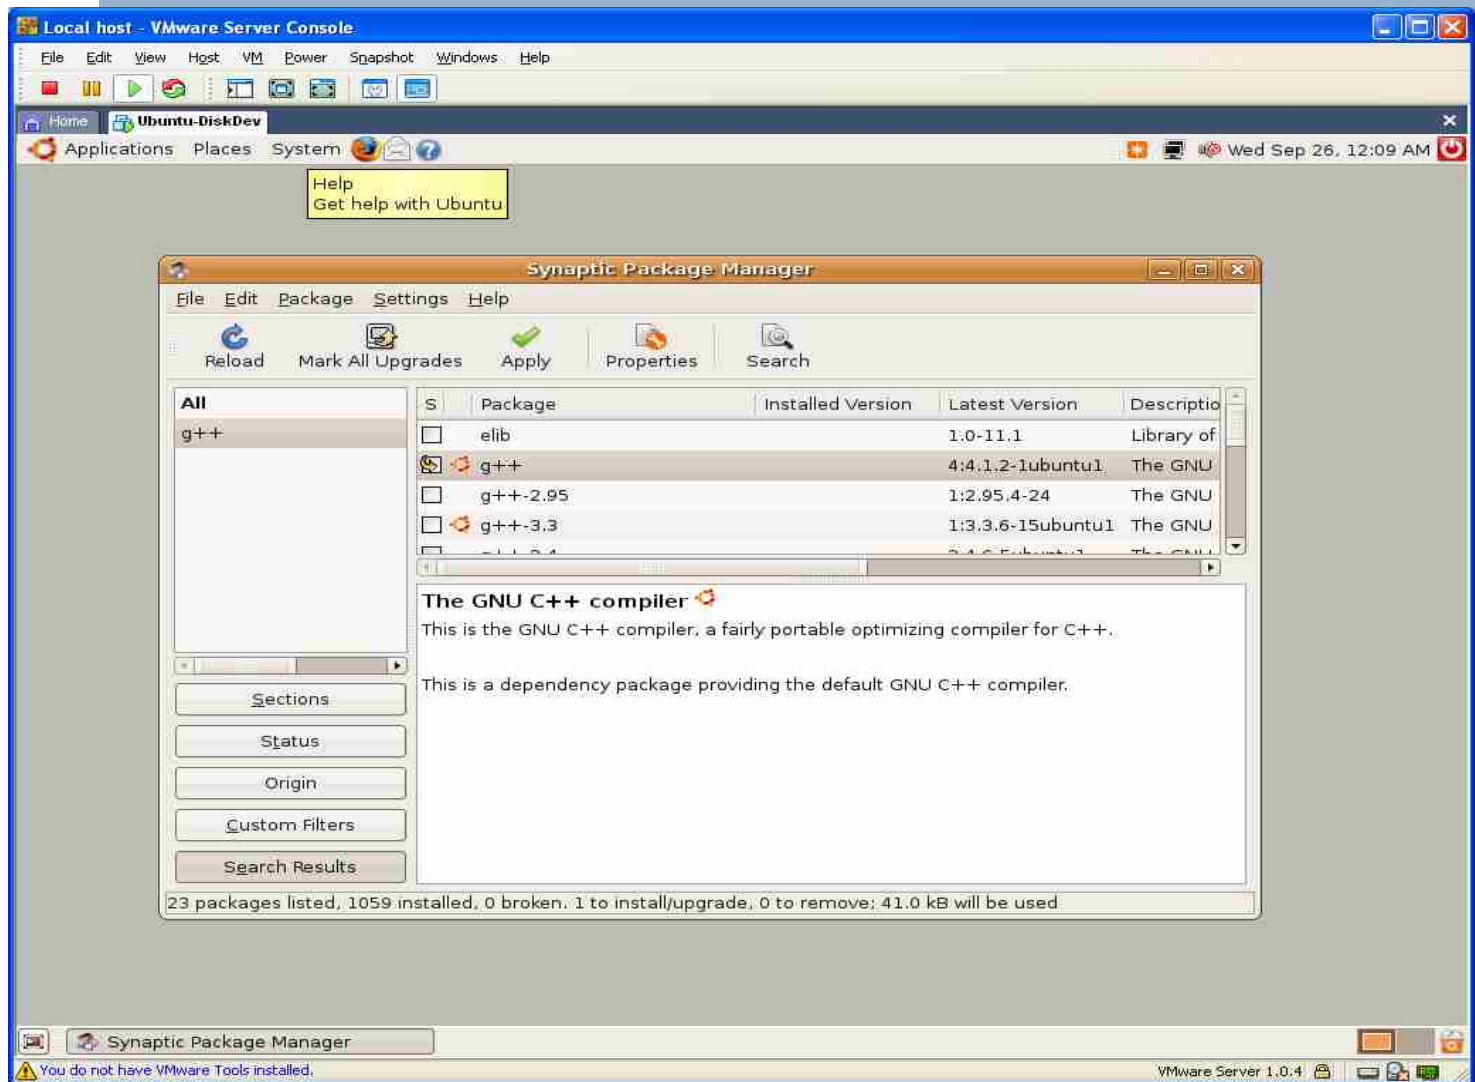 Local host - VMware Server Console
File Edit View Host VM Power Snapshot Windows Help
Home Ubuntu-DiskDev
Applications Places System Wed Sep 26, 12:09 AM
Help
Get help with Ubuntu
Synaptic Package Manager
File Edit Package Settings Help
Reload Mark All Upgrades Apply Properties Search
All
g++
S Package Installed Version Latest Version Descriptio
elib 1.0-11.1 Library of
g++ 4:4.1.2-1ubuntu1 The GNU
g++-2.95 1:2.95.4-24 The GNU
g++-3.3 1:3.3.6-15ubuntu1 The GNU
The GNU C++ compiler
This is the GNU C++ compiler, a fairly portable optimizing compiler for C++.
This is a dependency package providing the default GNU C++ compiler.
Sections
Status
Origin
Custom Filters
Search Results
23 packages listed, 1059 installed, 0 broken. 1 to install/upgrade, 0 to remove; 41.0 kB will be used
Synaptic Package Manager
You do not have VMware Tools installed.
VMware Server 1.0.4